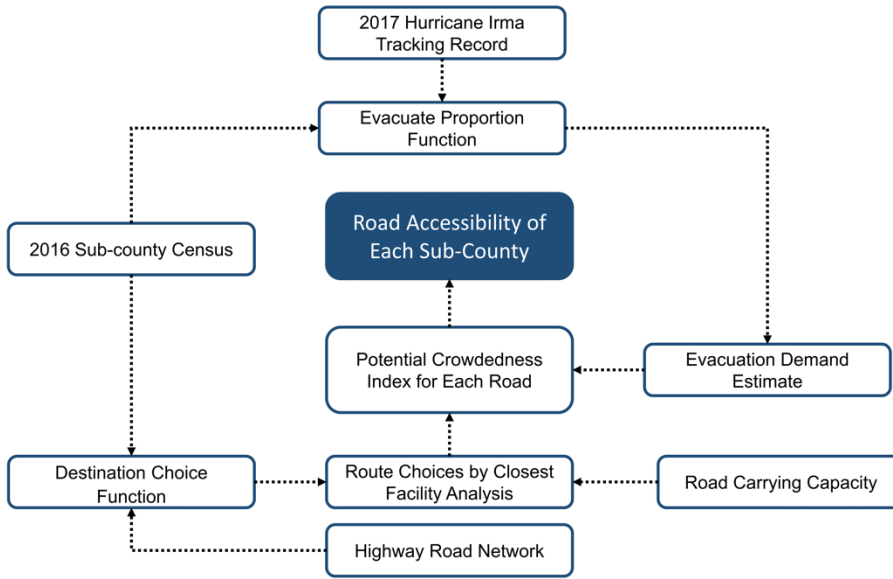 2017 Hurricane Irma
Tracking Record
Evacuate Proportion
Function
Road Accessibility of
Each Sub-County
2016 Sub-county Census
Potential Crowdedness
Index for Each Road
Evacuation Demand
Estimate
Destination Choice
Function
Route Choices by Closest
Facility Analysis
Road Carrying Capacity
Highway Road Network